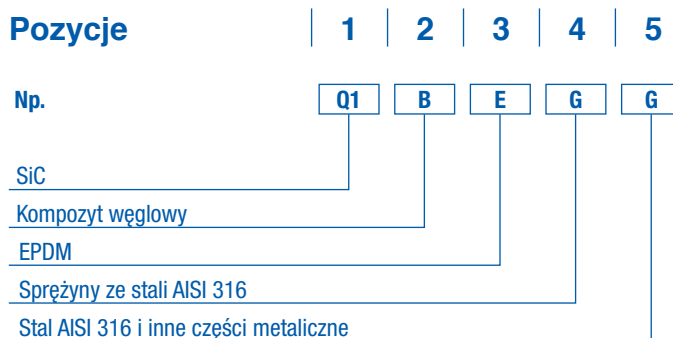 Pozycje 1 2 3 4 5
Np. Q1 B E G G
SiC
Kompozyt węglowy
EPDM
Sprężyny ze stali AISI 316
Stal AISI 316 i inne części metaliczne